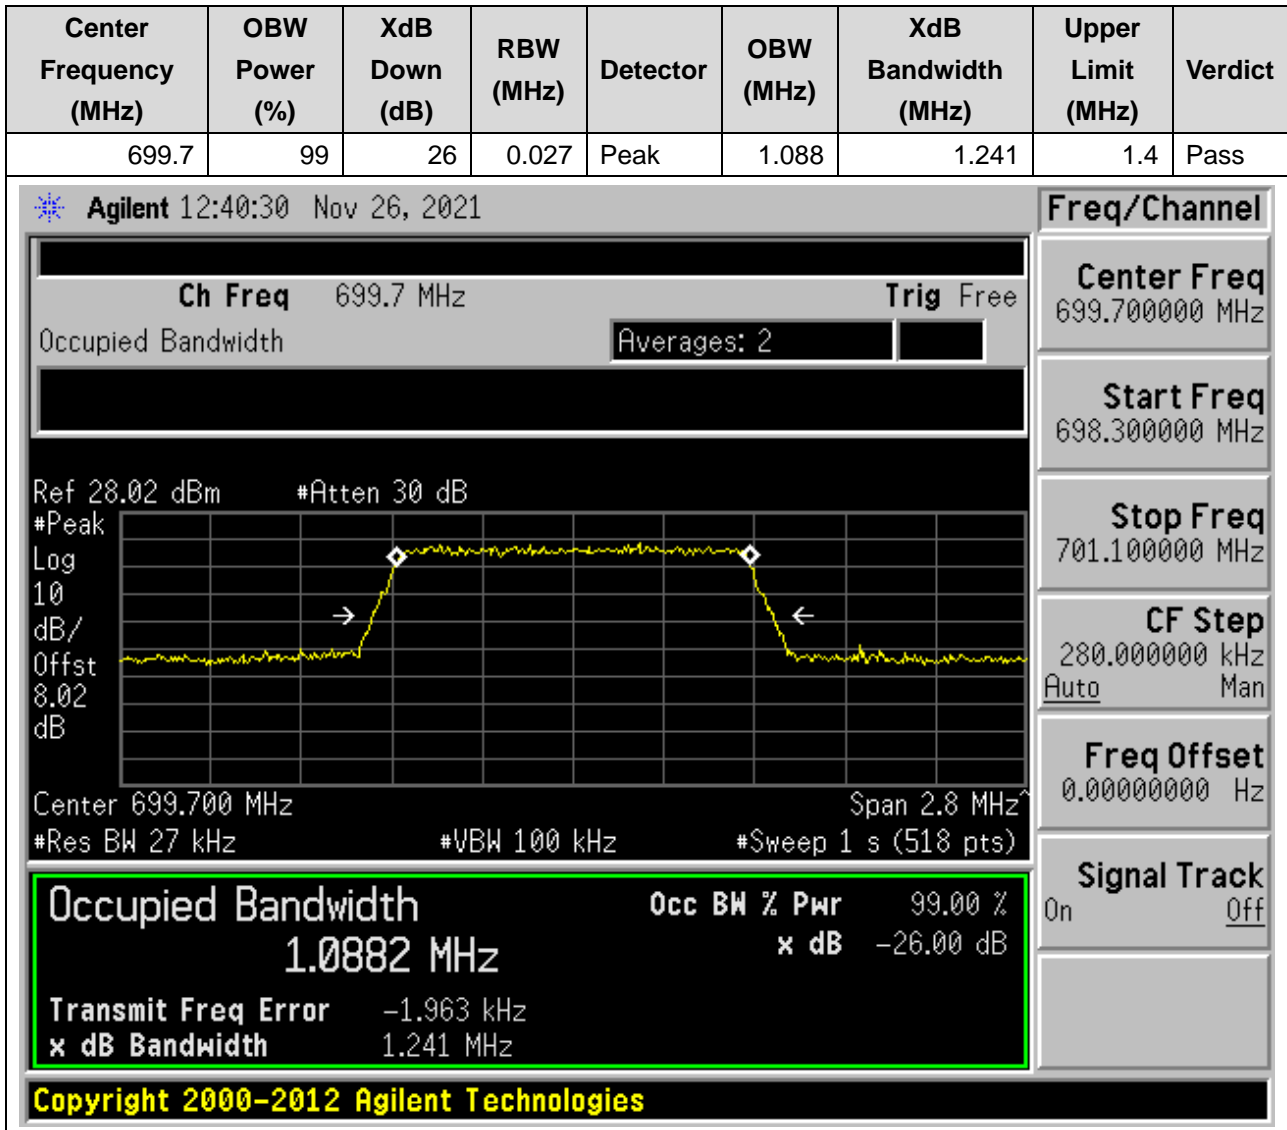 Center Frequency (MHz) OBW Power (%) XdB Down (dB) RBW (MHz) Detector OBW (MHz) XdB Bandwidth (MHz) Upper Limit (MHz) Verdict
699.7 99 26 0.027 Peak 1.088 1.241 1.4 Pass
Agilent 12:40:30 Nov 26, 2021
Freq/Channel
Ch Freq 699.7 MHz Trig Free
Occupied Bandwidth Averages: 2
Center Freq
699.700000 MHz
Start Freq
698.300000 MHz
Stop Freq
701.100000 MHz
CF Step
280.000000 kHz
Auto Man
Freq Offset
0.00000000 Hz
Signal Track
On Off
Ref 28.02 dBm #Atten 30 dB
#Peak
Log
10
dB/
Offst
8.02
dB
Center 699.700 MHz Span 2.8 MHz^
#Res BW 27 kHz #VBW 100 kHz #Sweep 1 s (518 pts)
Occupied Bandwidth Occ BW % Pwr 99.00 %
1.0882 MHz x dB -26.00 dB
Transmit Freq Error -1.963 kHz
x dB Bandwidth 1.241 MHz
Copyright 2000-2012 Agilent Technologies